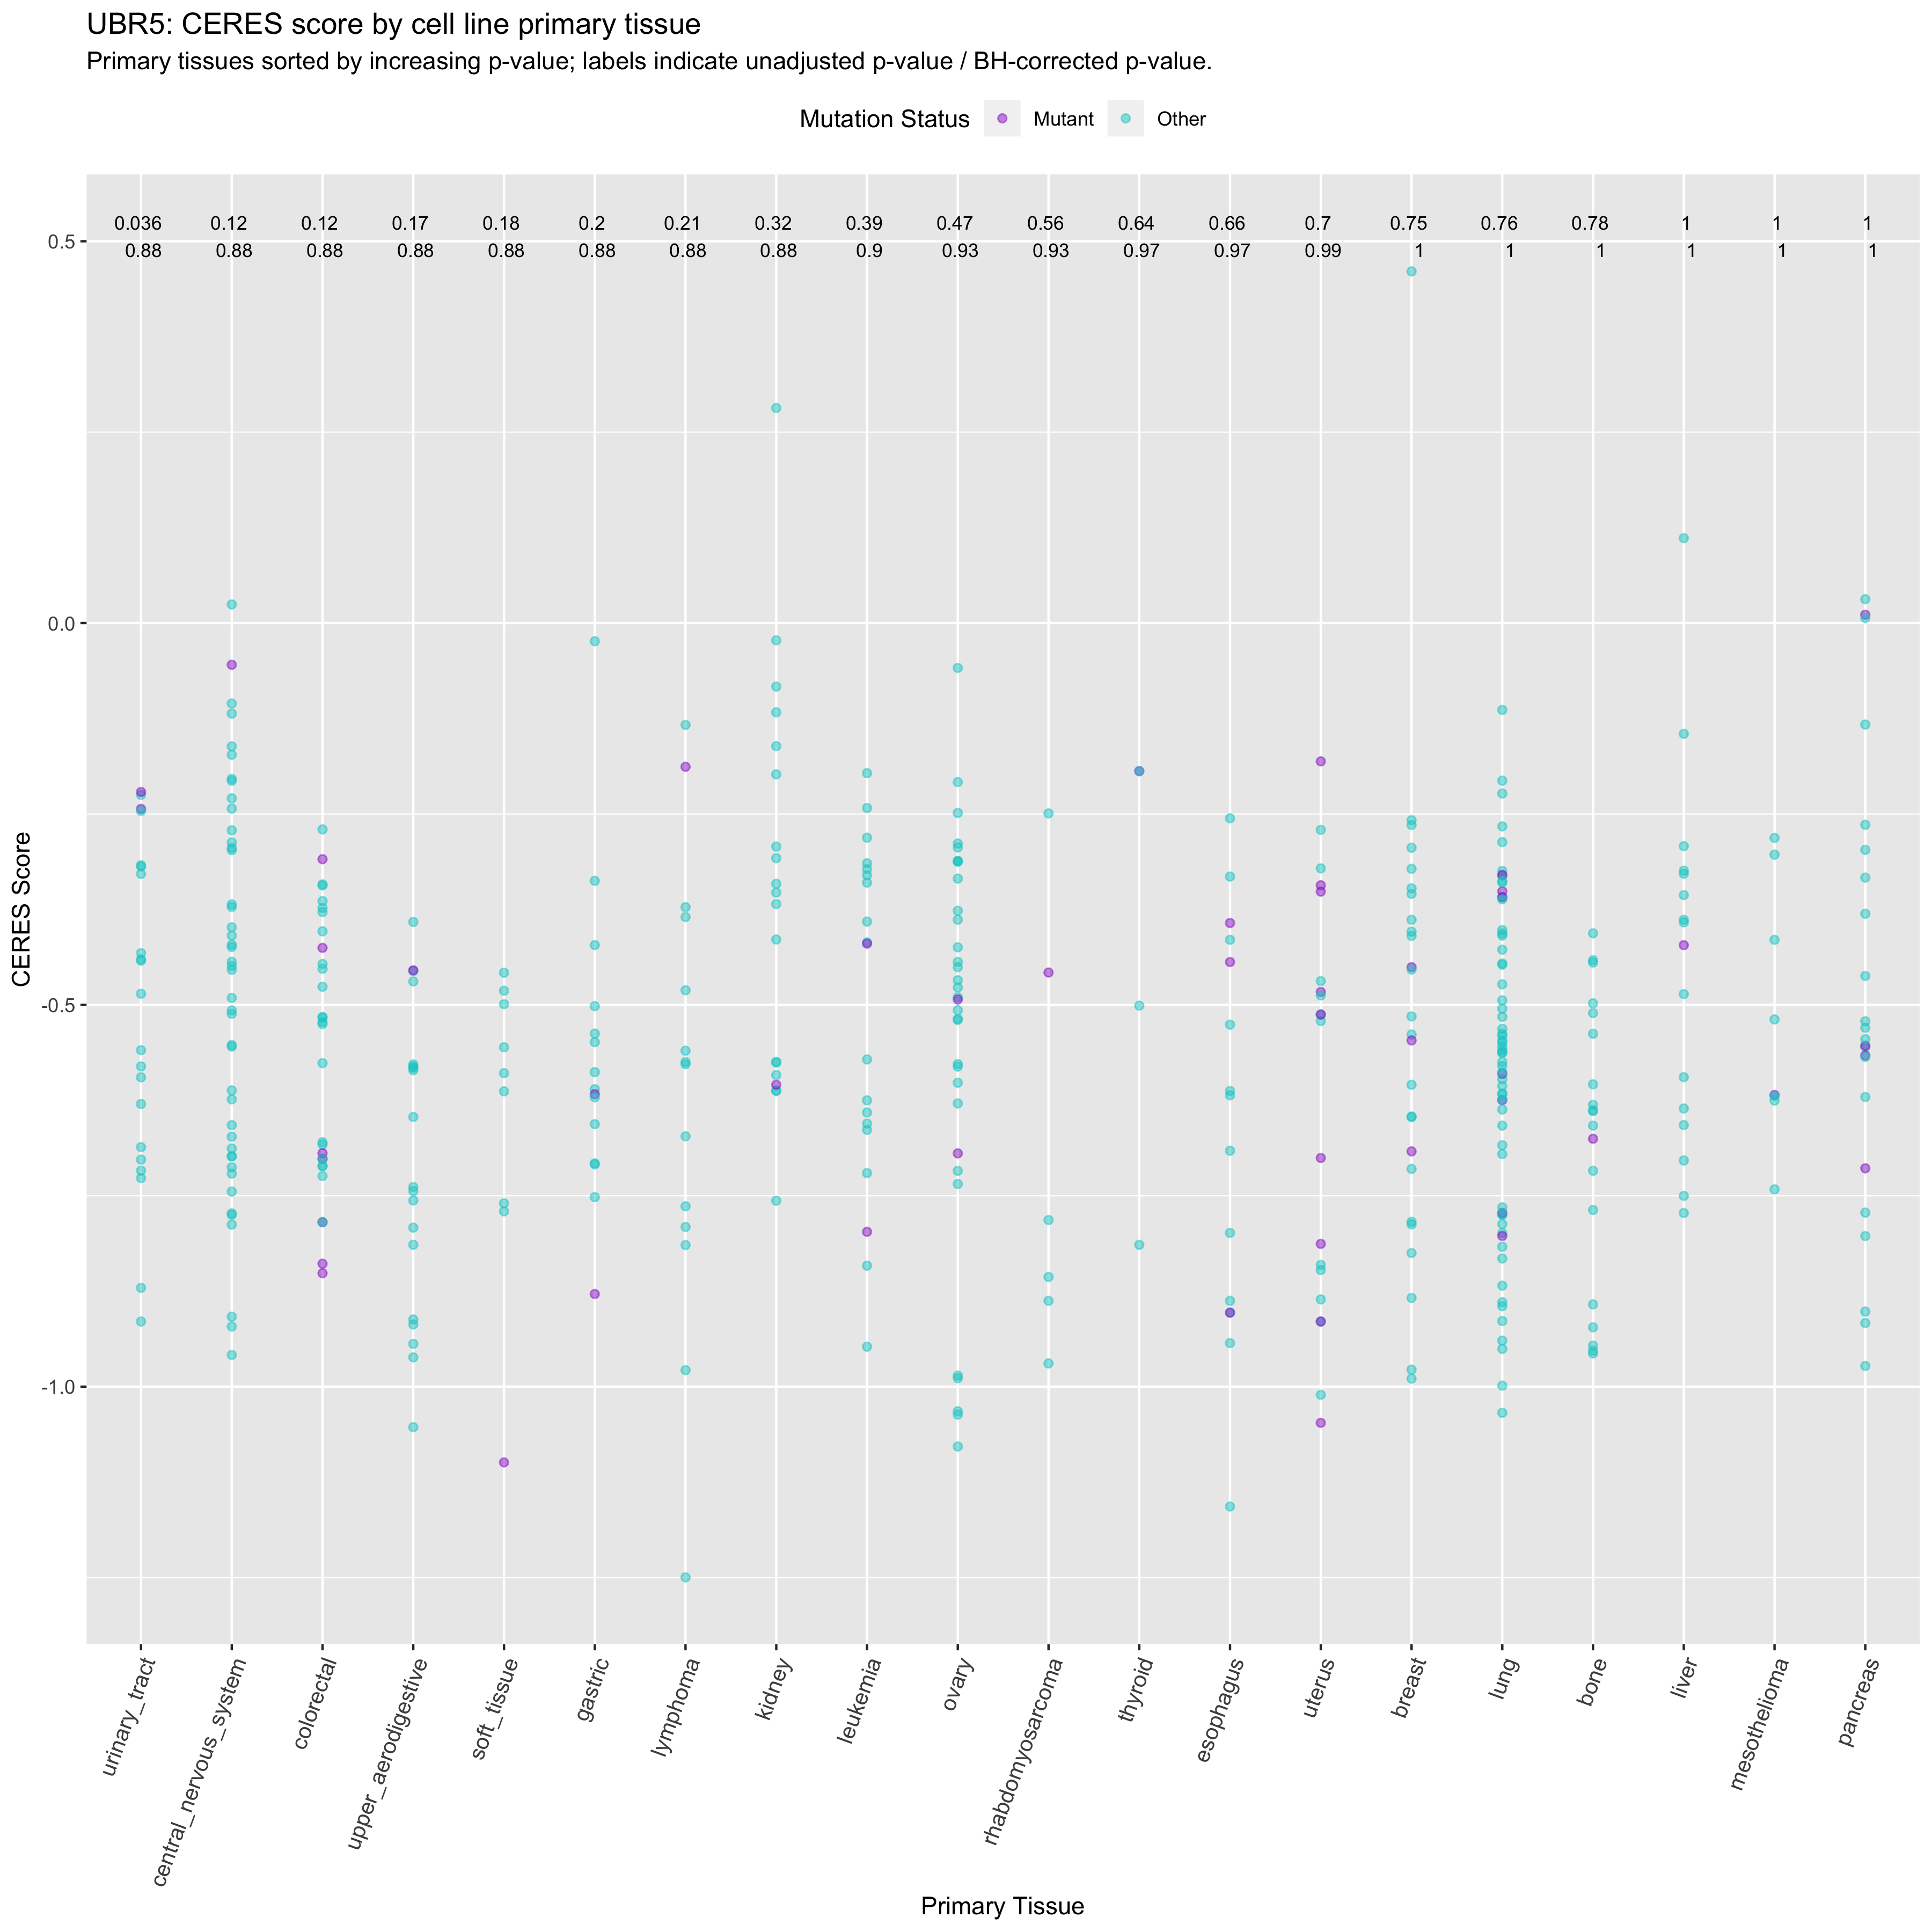 UBR5: CERES score by cell line primary tissue
Primary tissues sorted by increasing p-value; labels indicate unadjusted p-value / BH-corrected p-value.
Mutation Status Mutant Other
0.036 0.12 0.12 0.17 0.18 0.2 0.21 0.32 0.39 0.47 0.56 0.64 0.66 0.7 0.75 0.76 0.78 1 1 1
0.88 0.88 0.88 0.88 0.88 0.88 0.88 0.88 0.9 0.93 0.93 0.97 0.97 0.99 1 1 1 1 1 1
0.5
0.0
-0.5
-1.0
CERES Score
urinary_tract
central_nervous_system
colorectal
upper_aerodigestive
soft_tissue
gastric
lymphoma
kidney
leukemia
ovary
rhabdomyosarcoma
thyroid
esophagus
uterus
breast
lung
bone
liver
mesothelioma
pancreas
Primary Tissue